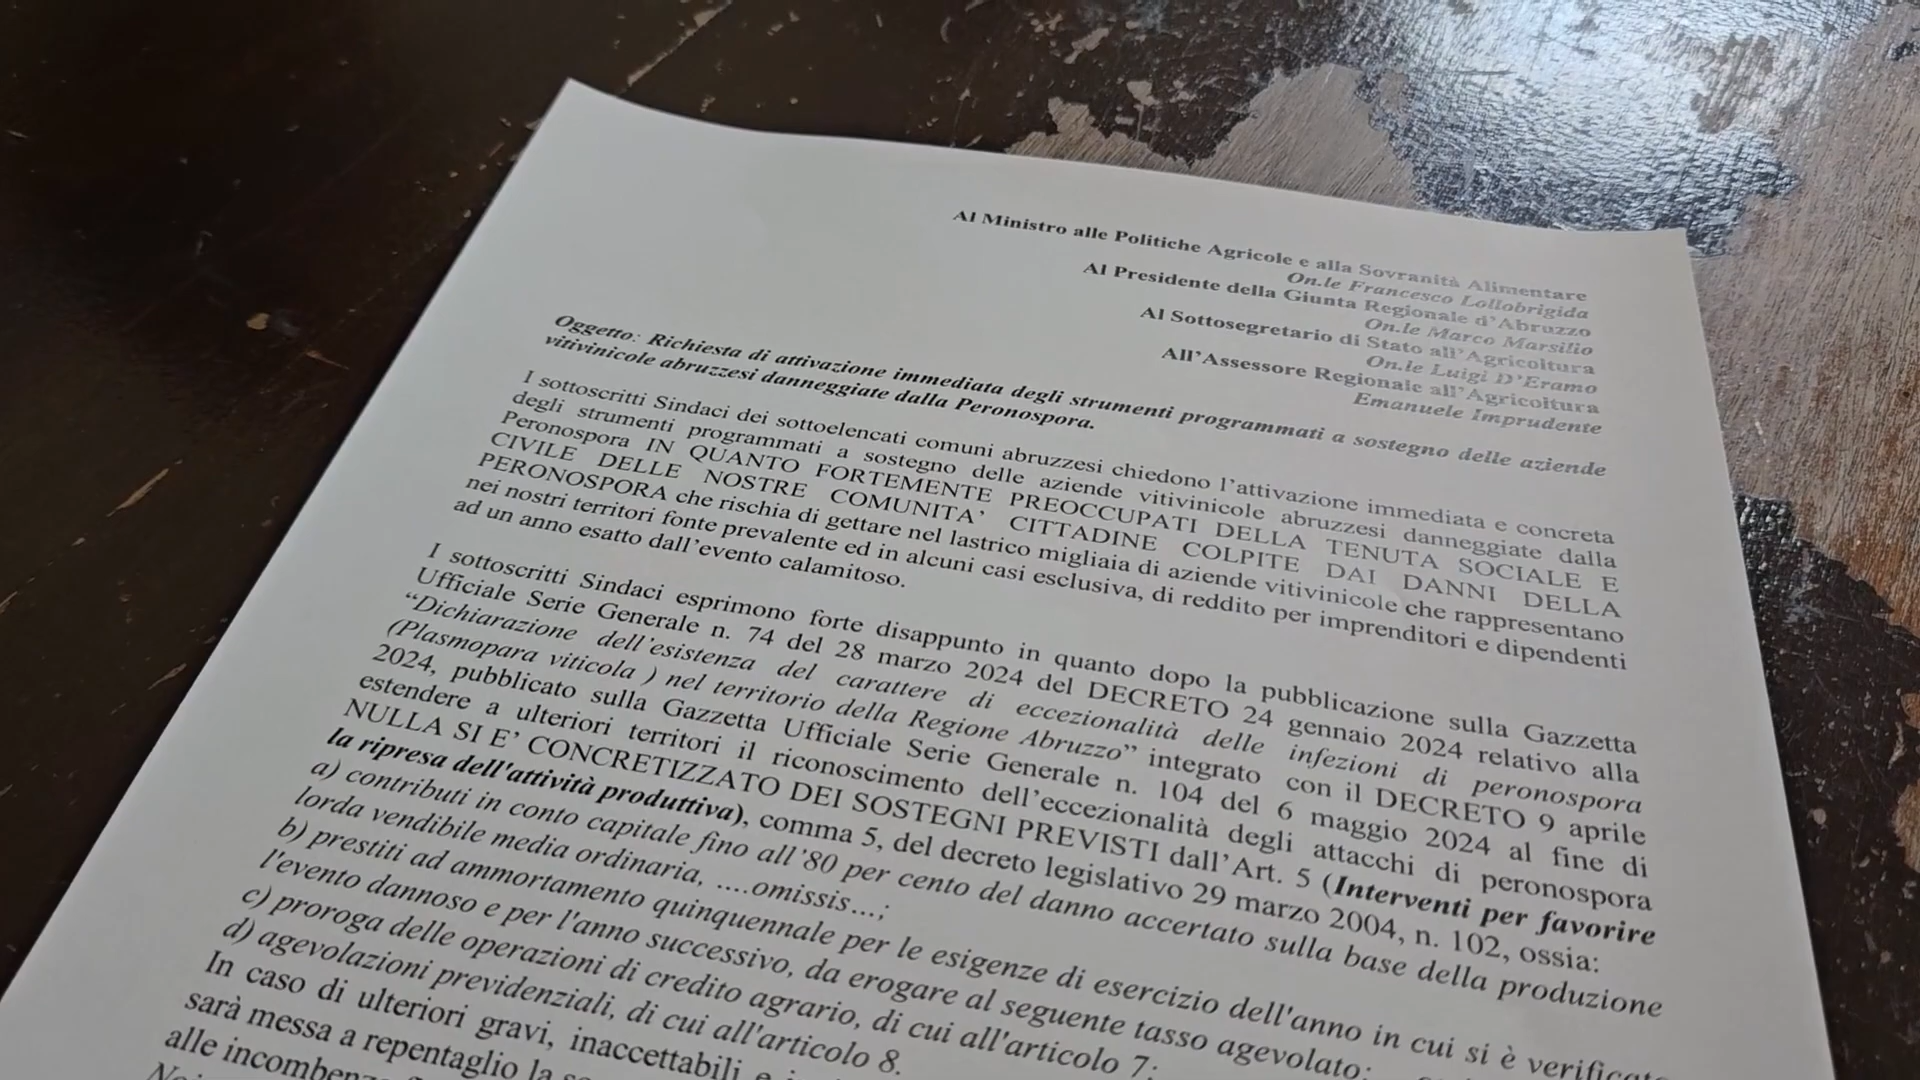 Al Ministro alle Politiche Agricole e alla Sovranità Alimentare
On.le Francesco Lollobrigida
Al Presidente della Giunta Regionale d'Abruzzo
On.le Marco Marsilio
Al Sottosegretario di Stato all'Agricoltura
On.le Luigi D'Eramo
All'Assessore Regionale all'Agricoltura
Emanuele Imprudente
Oggetto: Richiesta di attivazione immediata degli strumenti programmati a sostegno delle aziende
vitivinicole abruzzesi danneggiate dalla Peronospora.
I sottoscritti Sindaci dei sottoelencati comuni abruzzesi chiedono l'attivazione immediata e concreta
degli strumenti programmati a sostegno delle aziende vitivinicole abruzzesi danneggiate dalla
Peronospora IN QUANTO FORTEMENTE PREOCCUPATI DELLA TENUTA SOCIALE E
CIVILE DELLE NOSTRE COMUNITA' CITTADINE COLPITE DAI DANNI DELLA
PERONOSPORA che rischia di gettare nel lastrico migliaia di aziende vitivinicole che rappresentano
nei nostri territori fonte prevalente ed in alcuni casi esclusiva, di reddito per imprenditori e dipendenti
ad un anno esatto dall'evento calamitoso.
I sottoscritti Sindaci esprimono forte disappunto in quanto dopo la pubblicazione sulla Gazzetta
Ufficiale Serie Generale n. 74 del 28 marzo 2024 del DECRETO 24 gennaio 2024 relativo alla
"Dichiarazione dell'esistenza del carattere di eccezionalità delle infezioni di peronospora
(Plasmopara viticola ) nel territorio della Regione Abruzzo" integrato con il DECRETO 9 aprile
2024, pubblicato sulla Gazzetta Ufficiale Serie Generale n. 104 del 6 maggio 2024 al fine di
estendere a ulteriori territori il riconoscimento dell'eccezionalità degli attacchi di peronospora
NULLA SI E' CONCRETIZZATO DEI SOSTEGNI PREVISTI dall'Art. 5 (Interventi per favorire
la ripresa dell'attività produttiva), comma 5, del decreto legislativo 29 marzo 2004, n. 102, ossia:
a) contributi in conto capitale fino all'80 per cento del danno accertato sulla base della produzione
lorda vendibile media ordinaria, ....omissis...;
b) prestiti ad ammortamento quinquennale per le esigenze di esercizio dell'anno in cui si è verificato
l'evento dannoso e per l'anno successivo, da erogare al seguente tasso agevolato:
c) proroga delle operazioni di credito agrario, di cui all'articolo 7;
d) agevolazioni previdenziali, di cui all'articolo 8.
In caso di ulteriori gravi, inaccettabili e
sarà messa a repentaglio la
alle